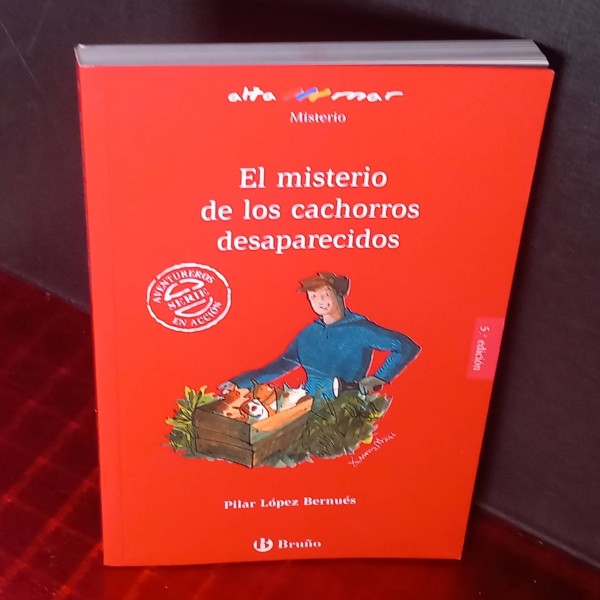 alta mar
Misterio
El misterio
de los cachorros
desaparecidos
AVENTUREROS
SERIE
EN ACCIÓN
5.ª edición
Pilar López Bernués
Bruño